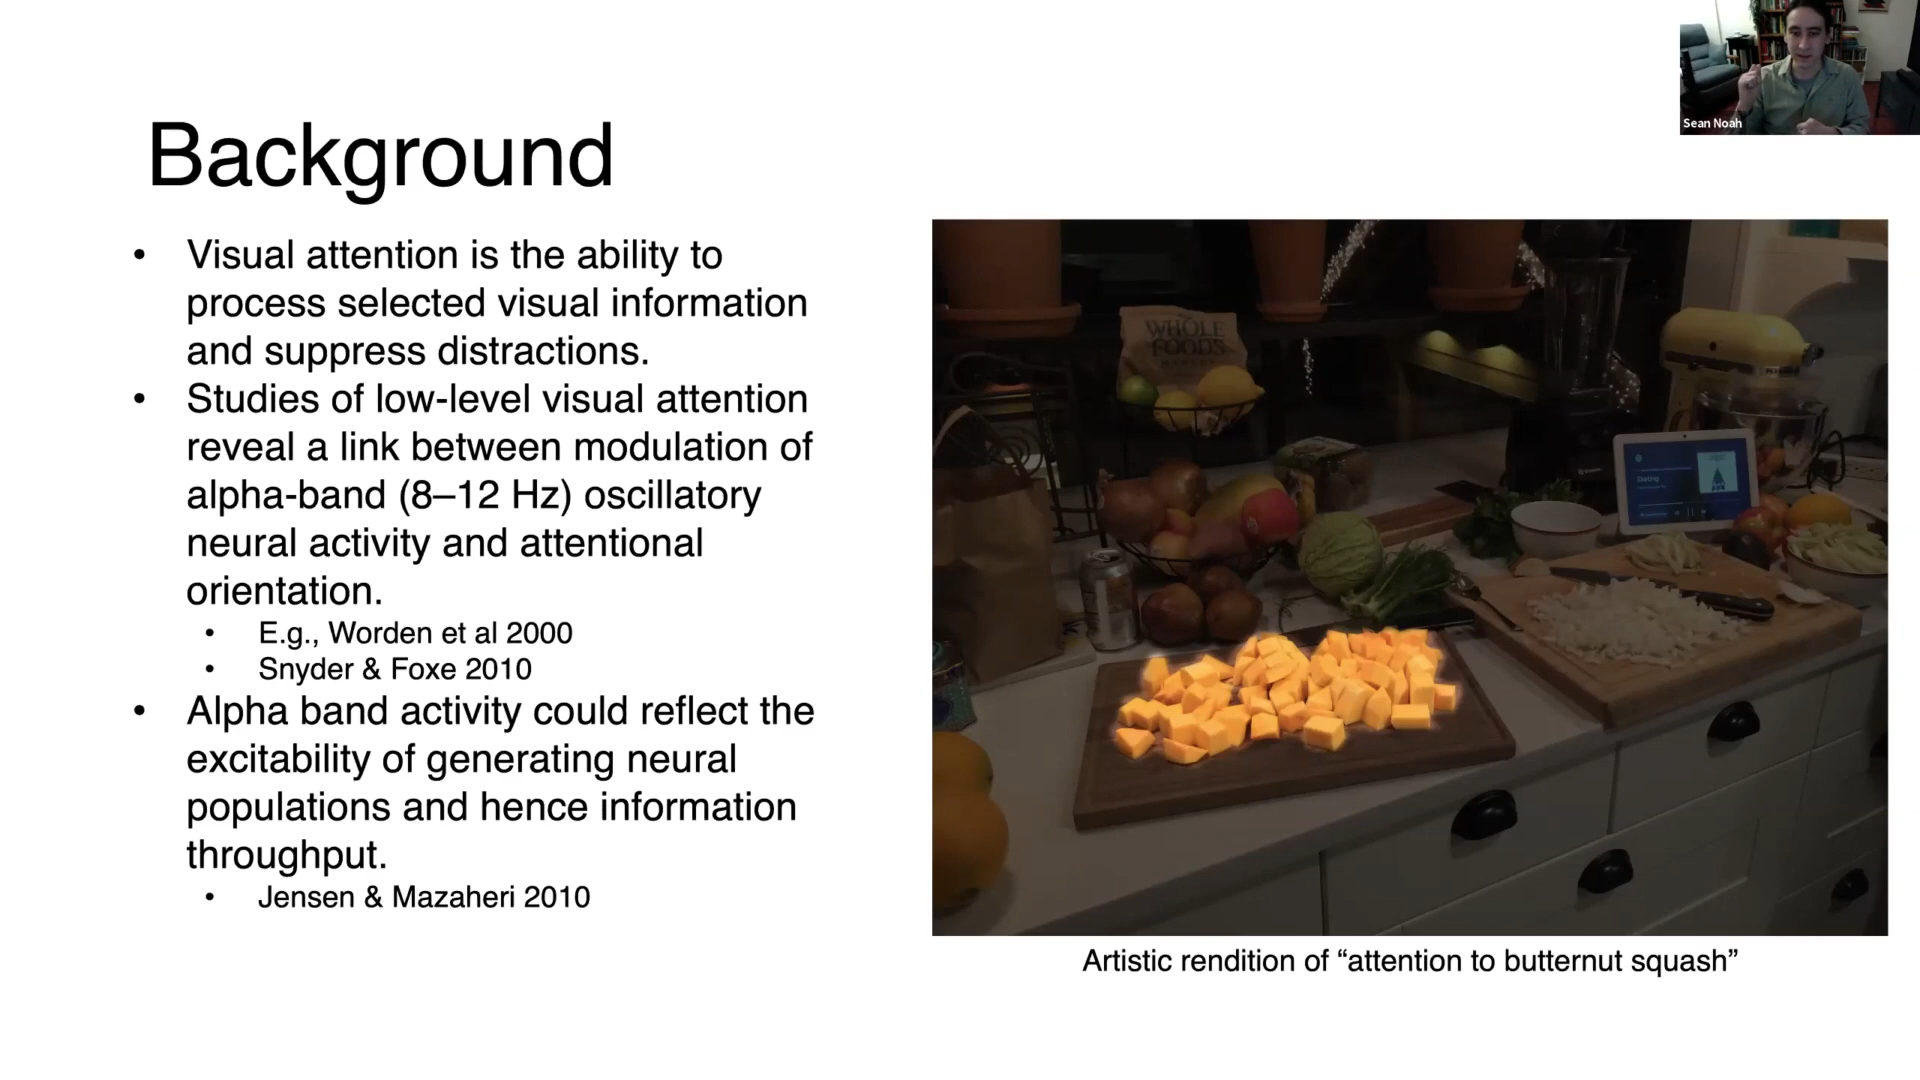 Sean Noah
Background
• Visual attention is the ability to
process selected visual information
and suppress distractions.
• Studies of low-level visual attention
reveal a link between modulation of
alpha-band (8–12 Hz) oscillatory
neural activity and attentional
orientation.
• E.g., Worden et al 2000
• Snyder & Foxe 2010
• Alpha band activity could reflect the
excitability of generating neural
populations and hence information
throughput.
• Jensen & Mazaheri 2010
WHOLE
FOODS
MARKET
Artistic rendition of “attention to butternut squash”